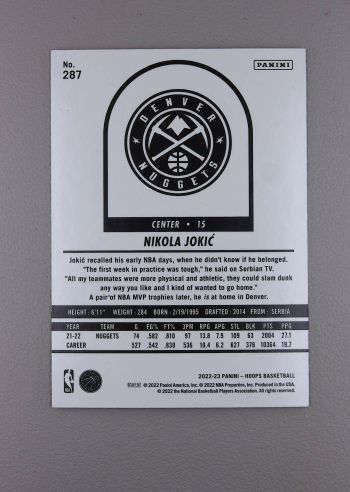 No.
287
PANINI
DENVER
NUGGETS
CENTER • 15
NIKOLA JOKIĆ
Jokić recalled his early NBA days, when he didn't know if he belonged.
"The first week in practice was tough," he said on Serbian TV.
"All my teammates were more physical and athletic, they could slam dunk
any way you like and I kind of wanted to go home."
A pair of NBA MVP trophies later, he is at home in Denver.
HEIGHT: 6'11" WEIGHT: 284 BORN: 2/19/1995 DRAFTED: 2014 FROM: SERBIA
YEAR TEAM G FG% FT% 3PM RPG APG STL BLK PTS PPG
21-22 NUGGETS 74 .583 .810 97 13.8 7.9 109 63 2004 27.1
CAREER 527 .542 .830 536 10.4 6.2 627 376 10364 19.7
2022-23 PANINI – HOOPS BASKETBALL
© 2022 Panini America, Inc. © 2022 NBA Properties, Inc. Produced in the USA.
© 2022 the National Basketball Players Association. All rights reserved.